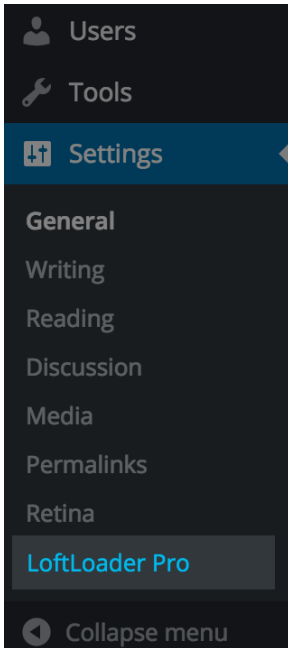 Users
Tools
Settings
General
Writing
Reading
Discussion
Media
Permalinks
Retina
LoftLoader Pro
Collapse menu